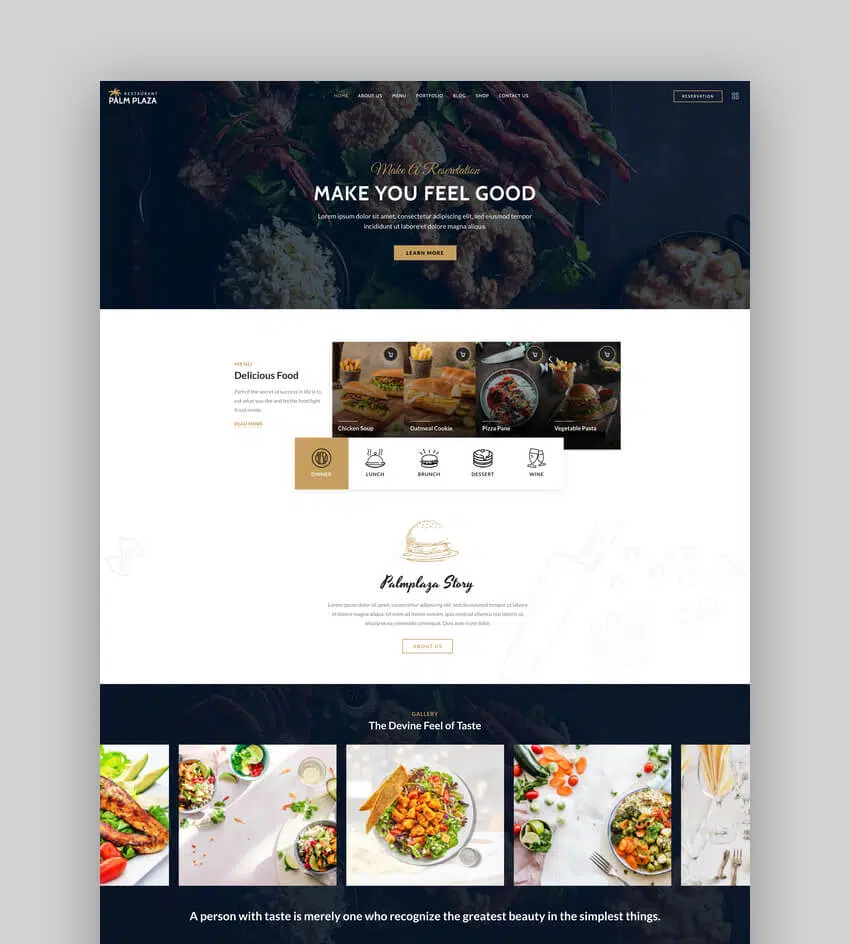 RESTAURANT
PALM PLAZA
HOME ABOUT US MENU PORTFOLIO BLOG SHOP CONTACT US
RESERVATION
Make A Reservtation
MAKE YOU FEEL GOOD
Lorem ipsum dolor sit amet, consectetur adipiscing elit, sed eiusmod tempor
incididunt ut labore et dolore magna aliqua.
LEARN MORE
MENU
Delicious Food
Part of the secret of success in life is to
eat what you like and let the food fight
it out inside.
READ MORE
Chicken Soup
Oatmeal Cookie
Pizza Pane
Vegetable Pasta
DINNER
LUNCH
BRUNCH
DESSERT
WINE
Palmplaza Story
Lorem ipsum dolor sit amet, consectetur adipiscing elit, sed do eiusmod tempor ut labore
et dolore magna aliqua. Ut enim ad minim veniam, quis nostrud ullamco laboris ut
aliquip ex ea commodo consequat. Duis aute irure dolor.
ABOUT US
GALLERY
The Devine Feel of Taste
A person with taste is merely one who recognize the greatest beauty in the simplest things.